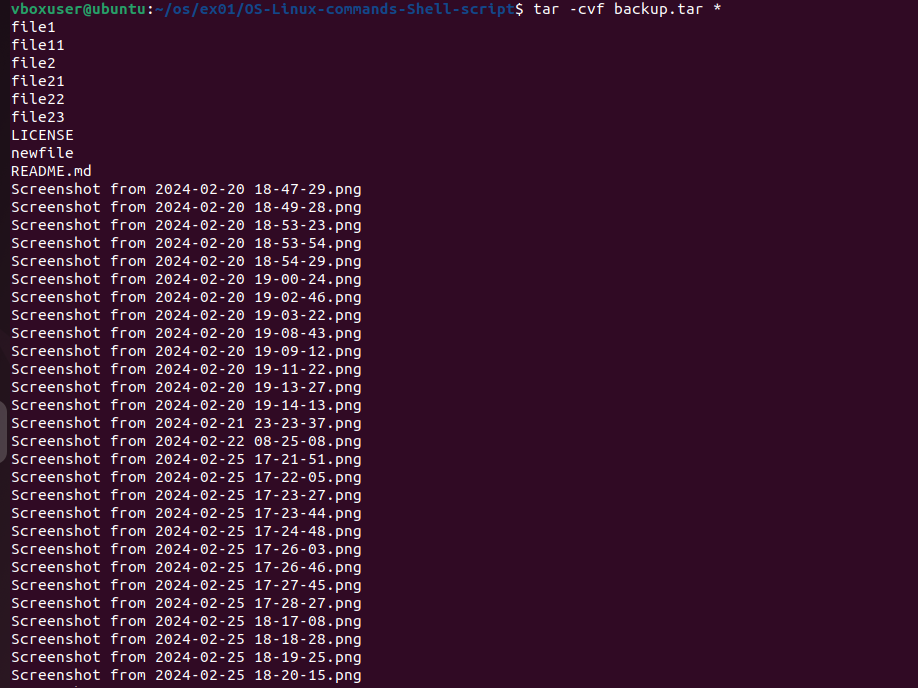 vboxuser@ubuntu:~/os/ex01/OS-Linux-commands-Shell-script$ tar -cvf backup.tar *
file1
file11
file2
file21
file22
file23
LICENSE
newfile
README.md
Screenshot from 2024-02-20 18-47-29.png
Screenshot from 2024-02-20 18-49-28.png
Screenshot from 2024-02-20 18-53-23.png
Screenshot from 2024-02-20 18-53-54.png
Screenshot from 2024-02-20 18-54-29.png
Screenshot from 2024-02-20 19-00-24.png
Screenshot from 2024-02-20 19-02-46.png
Screenshot from 2024-02-20 19-03-22.png
Screenshot from 2024-02-20 19-08-43.png
Screenshot from 2024-02-20 19-09-12.png
Screenshot from 2024-02-20 19-11-22.png
Screenshot from 2024-02-20 19-13-27.png
Screenshot from 2024-02-20 19-14-13.png
Screenshot from 2024-02-21 23-23-37.png
Screenshot from 2024-02-22 08-25-08.png
Screenshot from 2024-02-25 17-21-51.png
Screenshot from 2024-02-25 17-22-05.png
Screenshot from 2024-02-25 17-23-27.png
Screenshot from 2024-02-25 17-23-44.png
Screenshot from 2024-02-25 17-24-48.png
Screenshot from 2024-02-25 17-26-03.png
Screenshot from 2024-02-25 17-26-46.png
Screenshot from 2024-02-25 17-27-45.png
Screenshot from 2024-02-25 17-28-27.png
Screenshot from 2024-02-25 18-17-08.png
Screenshot from 2024-02-25 18-18-28.png
Screenshot from 2024-02-25 18-19-25.png
Screenshot from 2024-02-25 18-20-15.png